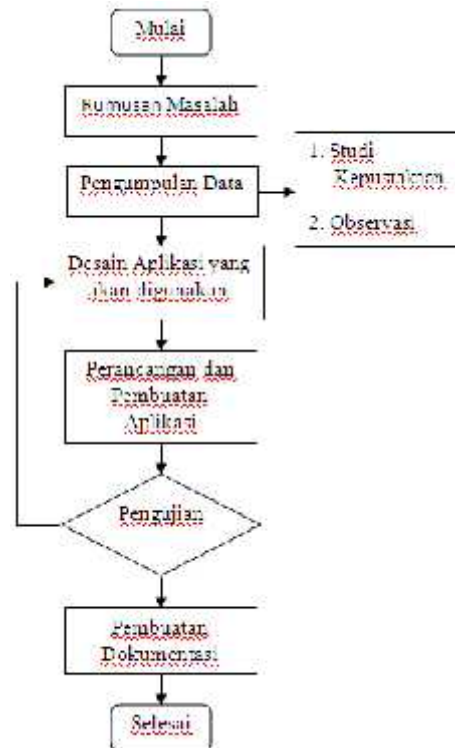 Mulai
Rumusan Masalah
Pengumpulan Data
1. Studi
Kepustakaan
2. Observasi
Desain Aplikasi yang
akan digunakan
Perancangan dan
Pembuatan
Aplikasi
Pengujian
Pembuatan
Dokumentasi
Selesai